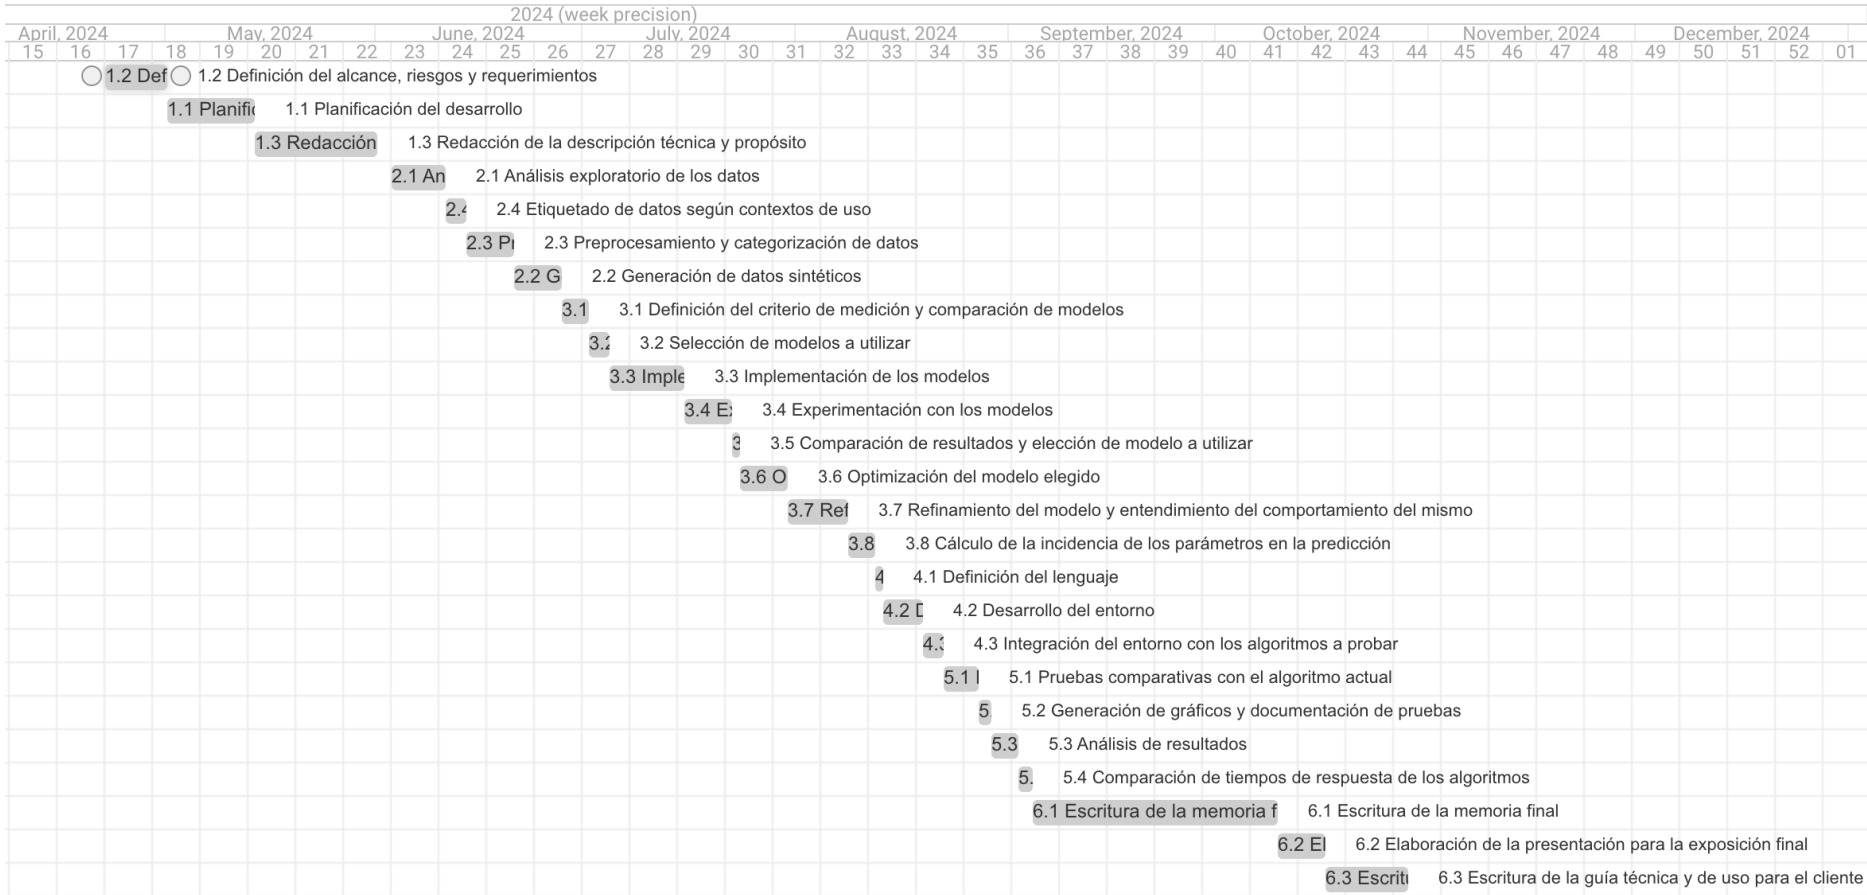 2024 (week precision)
April, 2024 May, 2024 June, 2024 July, 2024 August, 2024 September, 2024 October, 2024 November, 2024 December, 2024
15 16 17 18 19 20 21 22 23 24 25 26 27 28 29 30 31 32 33 34 35 36 37 38 39 40 41 42 43 44 45 46 47 48 49 50 51 52 01
1.2 Def 1.2 Definición del alcance, riesgos y requerimientos
1.1 Planific 1.1 Planificación del desarrollo
1.3 Redacción 1.3 Redacción de la descripción técnica y propósito
2.1 An 2.1 Análisis exploratorio de los datos
2.4 2.4 Etiquetado de datos según contextos de uso
2.3 Pr 2.3 Preprocesamiento y categorización de datos
2.2 G 2.2 Generación de datos sintéticos
3.1 3.1 Definición del criterio de medición y comparación de modelos
3.2 3.2 Selección de modelos a utilizar
3.3 Imple 3.3 Implementación de los modelos
3.4 Ex 3.4 Experimentación con los modelos
3 3.5 Comparación de resultados y elección de modelo a utilizar
3.6 O 3.6 Optimización del modelo elegido
3.7 Ref 3.7 Refinamiento del modelo y entendimiento del comportamiento del mismo
3.8 3.8 Cálculo de la incidencia de los parámetros en la predicción
4 4.1 Definición del lenguaje
4.2 D 4.2 Desarrollo del entorno
4.3 4.3 Integración del entorno con los algoritmos a probar
5.1 5.1 Pruebas comparativas con el algoritmo actual
5. 5.2 Generación de gráficos y documentación de pruebas
5.3 5.3 Análisis de resultados
5. 5.4 Comparación de tiempos de respuesta de los algoritmos
6.1 Escritura de la memoria f 6.1 Escritura de la memoria final
6.2 El 6.2 Elaboración de la presentación para la exposición final
6.3 Escritu 6.3 Escritura de la guía técnica y de uso para el cliente